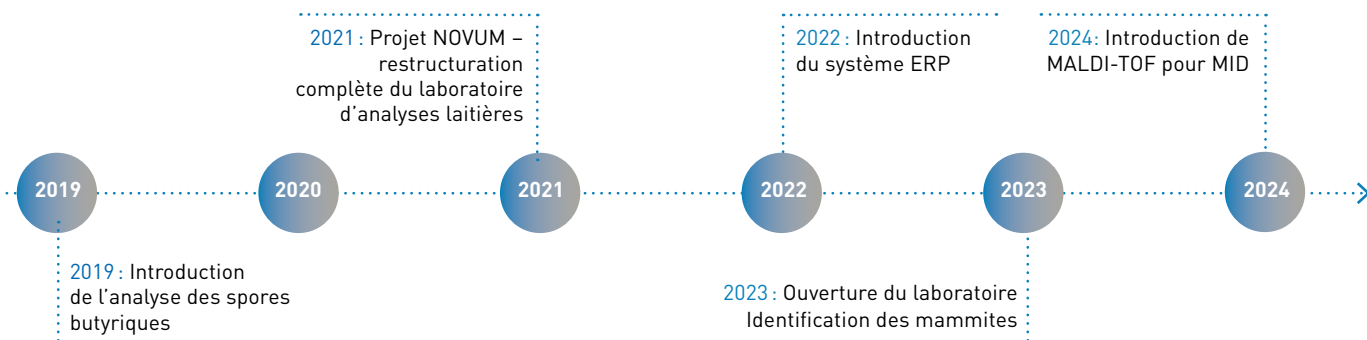 2021 : Projet NOVUM –
restructuration
complète du laboratoire
d’analyses laitières
2022 : Introduction
du système ERP
2024: Introduction de
MALDI-TOF pour MID
2019
2020
2021
2022
2023
2024
2019 : Introduction
de l’analyse des spores
butyriques
2023 : Ouverture du laboratoire
Identification des mammites